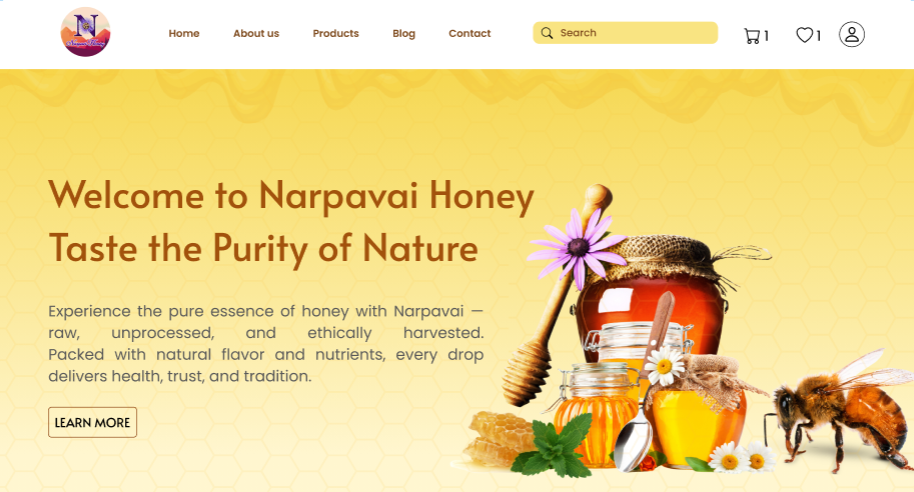 N
Home
About us
Products
Blog
Contact
Search
1
1
Welcome to Narpavai Honey
Taste the Purity of Nature
Experience the pure essence of honey with Narpavai —
raw, unprocessed, and ethically harvested.
Packed with natural flavor and nutrients, every drop
delivers health, trust, and tradition.
LEARN MORE